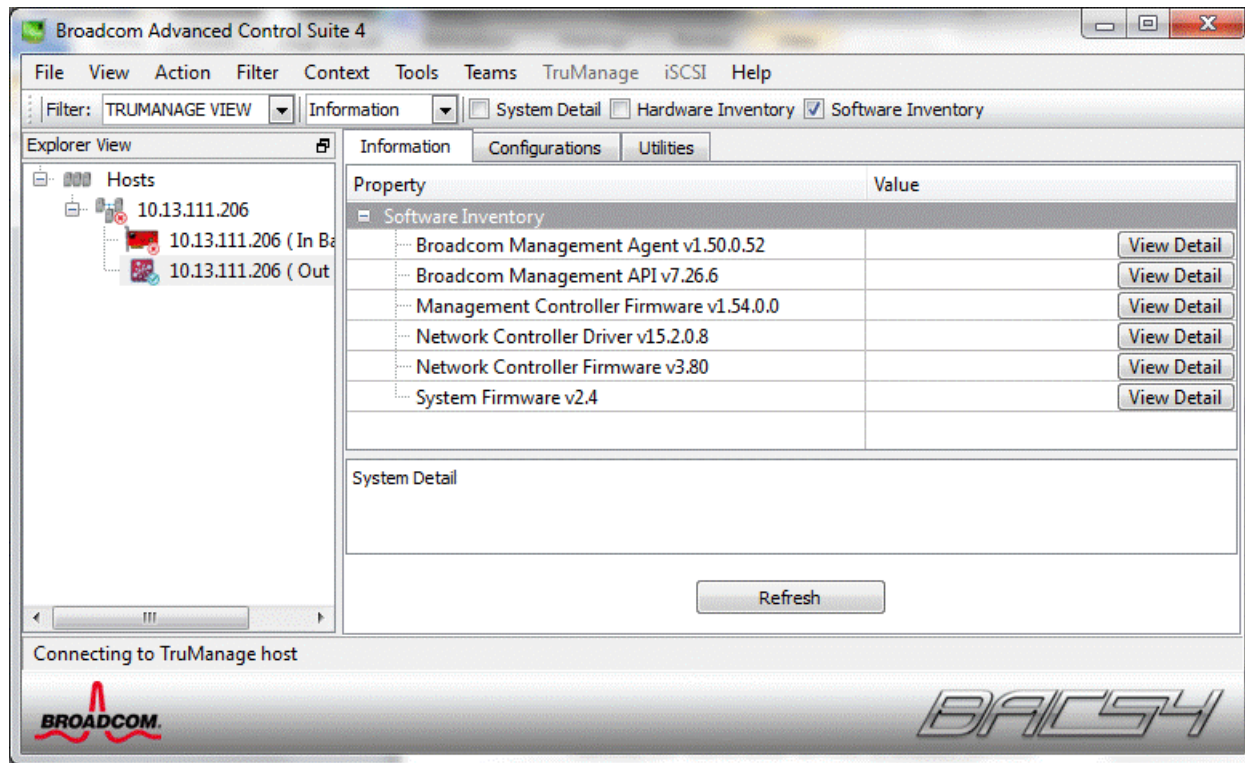 Broadcom Advanced Control Suite 4
File View Action Filter Context Tools Teams TruManage iSCSI Help
Filter: TRUMANAGE VIEW Information System Detail Hardware Inventory Software Inventory
Explorer View
Information Configurations Utilities
Hosts
10.13.111.206
10.13.111.206 ( In Ba
10.13.111.206 ( Out
Property Value
Software Inventory
Broadcom Management Agent v1.50.0.52 View Detail
Broadcom Management API v7.26.6 View Detail
Management Controller Firmware v1.54.0.0 View Detail
Network Controller Driver v15.2.0.8 View Detail
Network Controller Firmware v3.80 View Detail
System Firmware v2.4 View Detail
System Detail
Refresh
Connecting to TruManage host
BROADCOM.
BACS4